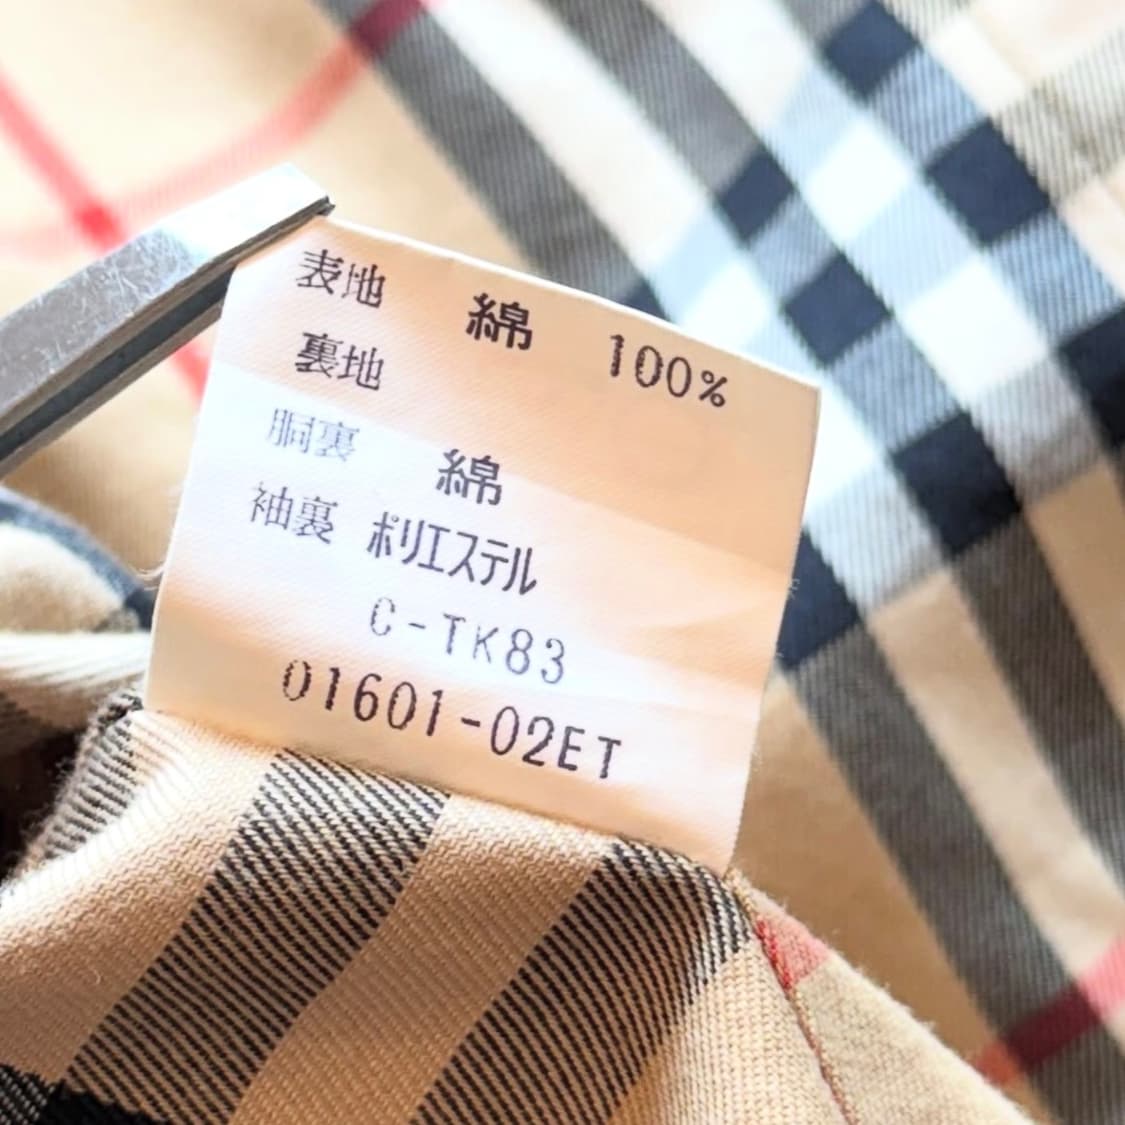 表地 綿 100%
裏地
胴裏 綿
袖裏 ポリエステル
C-TK83
01601-02ET